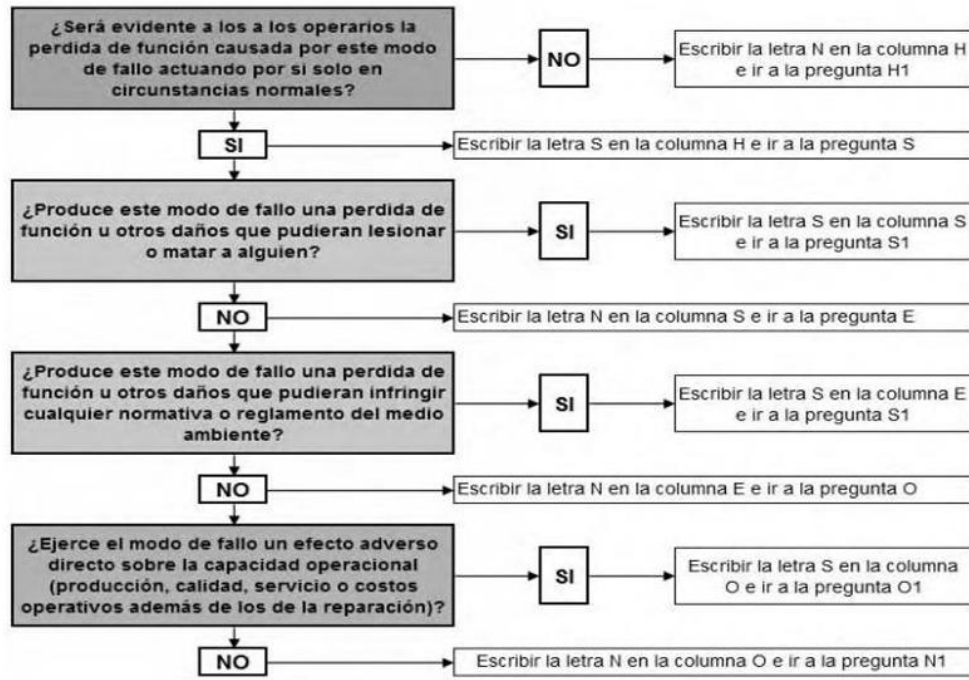 ¿Será evidente a los a los operarios la
perdida de función causada por este modo
de fallo actuando por si solo en
circunstancias normales?
NO
Escribir la letra N en la columna H
e ir a la pregunta H1
SI
Escribir la letra S en la columna H e ir a la pregunta S
¿Produce este modo de fallo una perdida de
función u otros daños que pudieran lesionar
o matar a alguien?
SI
Escribir la letra S en la columna S
e ir a la pregunta S1
NO
Escribir la letra N en la columna S e ir a la pregunta E
¿Produce este modo de fallo una perdida de
función u otros daños que pudieran infringir
cualquier normativa o reglamento del medio
ambiente?
SI
Escribir la letra S en la columna E
e ir a la pregunta S1
NO
Escribir la letra N en la columna E e ir a la pregunta O
¿Ejerce el modo de fallo un efecto adverso
directo sobre la capacidad operacional
(producción, calidad, servicio o costos
operativos además de los de la reparación)?
SI
Escribir la letra S en la columna
O e ir a la pregunta O1
NO
Escribir la letra N en la columna O e ir a la pregunta N1